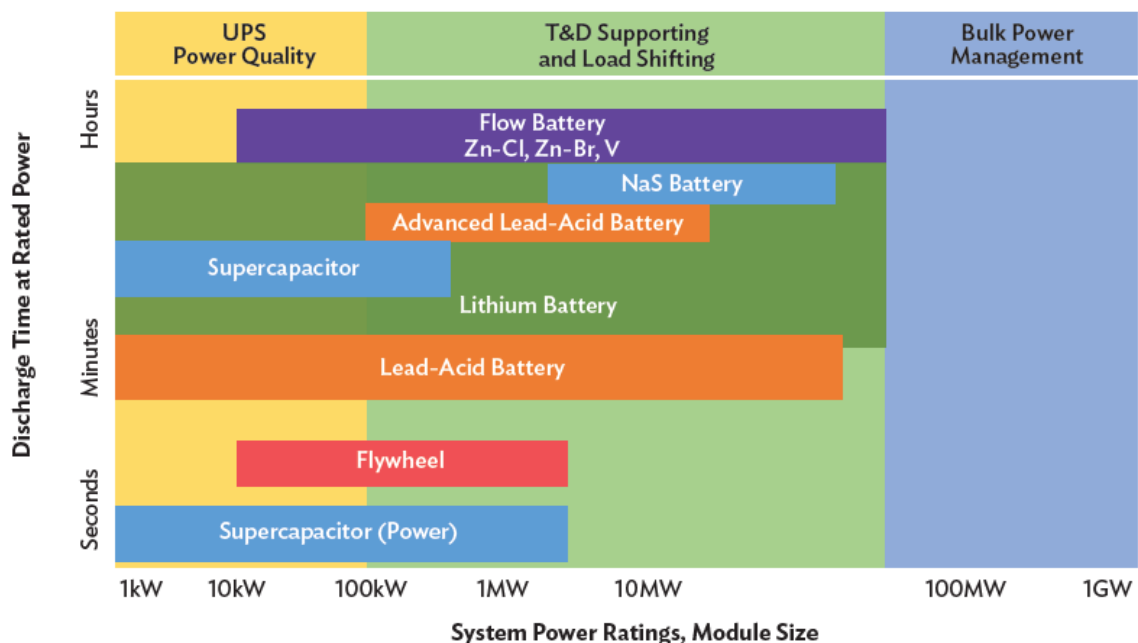 UPS
Power Quality
T&D Supporting
and Load Shifting
Bulk Power
Management
Discharge Time at Rated Power
Hours
Minutes
Seconds
Flow Battery
Zn-Cl, Zn-Br, V
NaS Battery
Advanced Lead-Acid Battery
Supercapacitor
Lithium Battery
Lead-Acid Battery
Flywheel
Supercapacitor (Power)
1kW 10kW 100kW 1MW 10MW 100MW 1GW
System Power Ratings, Module Size